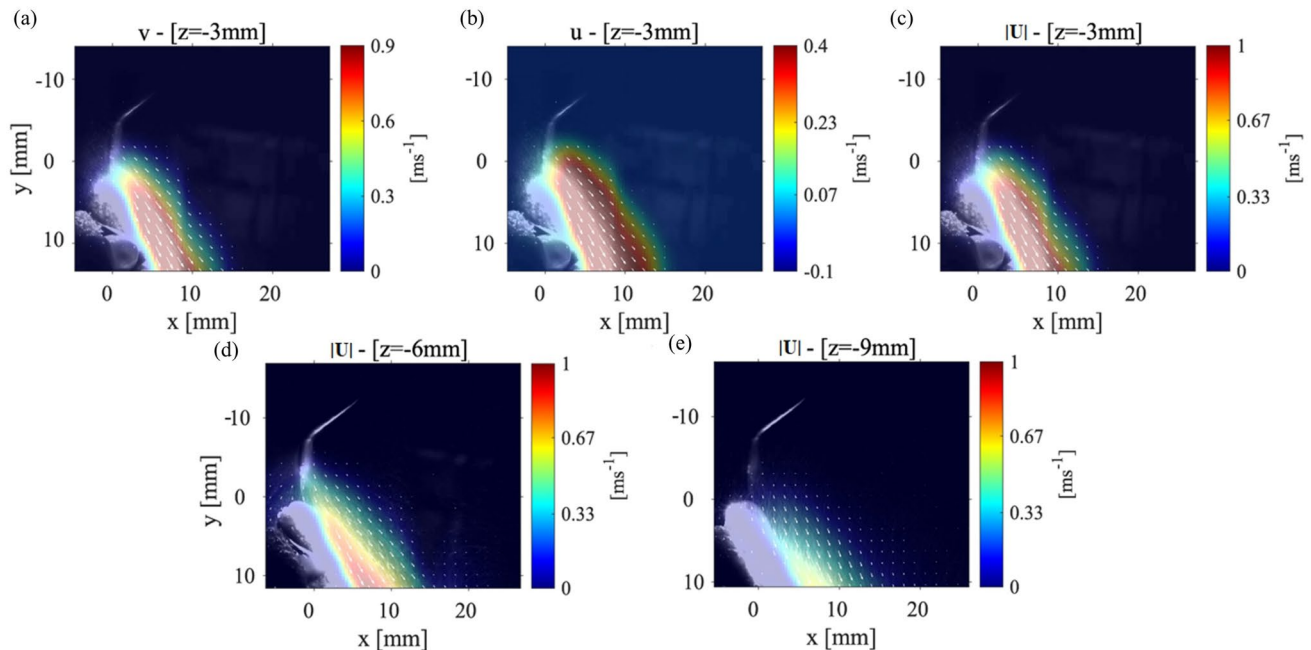 (a)
v - [z=-3mm]
-10
0
10
y [mm]
0 10 20
x [mm]
0.9
0.6
0.3
0
[ms⁻¹]
(b)
u - [z=-3mm]
-10
0
10
0 10 20
x [mm]
0.4
0.23
0.07
-0.1
[ms⁻¹]
(c)
|U| - [z=-3mm]
-10
0
10
0 10 20
x [mm]
1
0.67
0.33
0
[ms⁻¹]
(d)
|U| - [z=-6mm]
-10
0
10
y [mm]
0 10 20
x [mm]
1
0.67
0.33
0
[ms⁻¹]
(e)
|U| - [z=-9mm]
-10
0
10
0 10 20
x [mm]
1
0.67
0.33
0
[ms⁻¹]